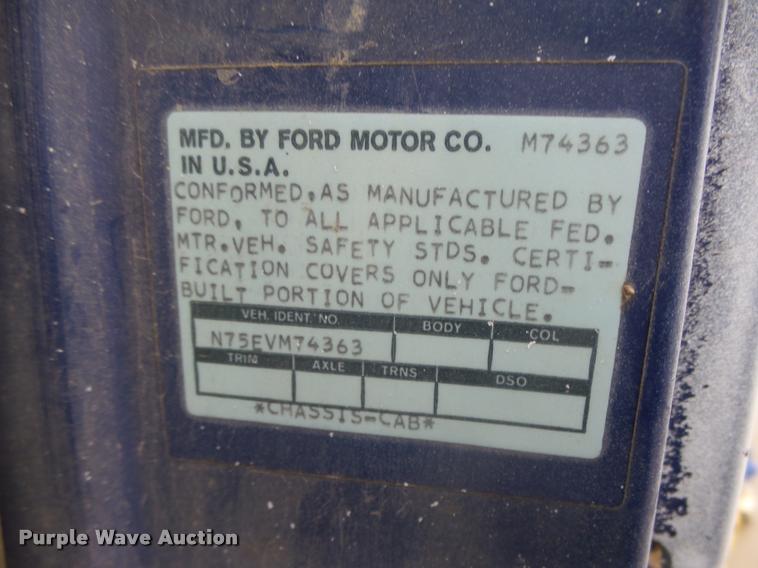 MFD. BY FORD MOTOR CO. M74363
IN U.S.A.
CONFORMED, AS MANUFACTURED BY
FORD, TO ALL APPLICABLE FED.
MTR.VEH. SAFETY STDS. CERTI-
FICATION COVERS ONLY FORD-
BUILT PORTION OF VEHICLE.
VEH. IDENT. NO. BODY COL
N75EVM74363
TRIM AXLE TRNS DSO
*CHASSIS-CAB*
Purple Wave Auction